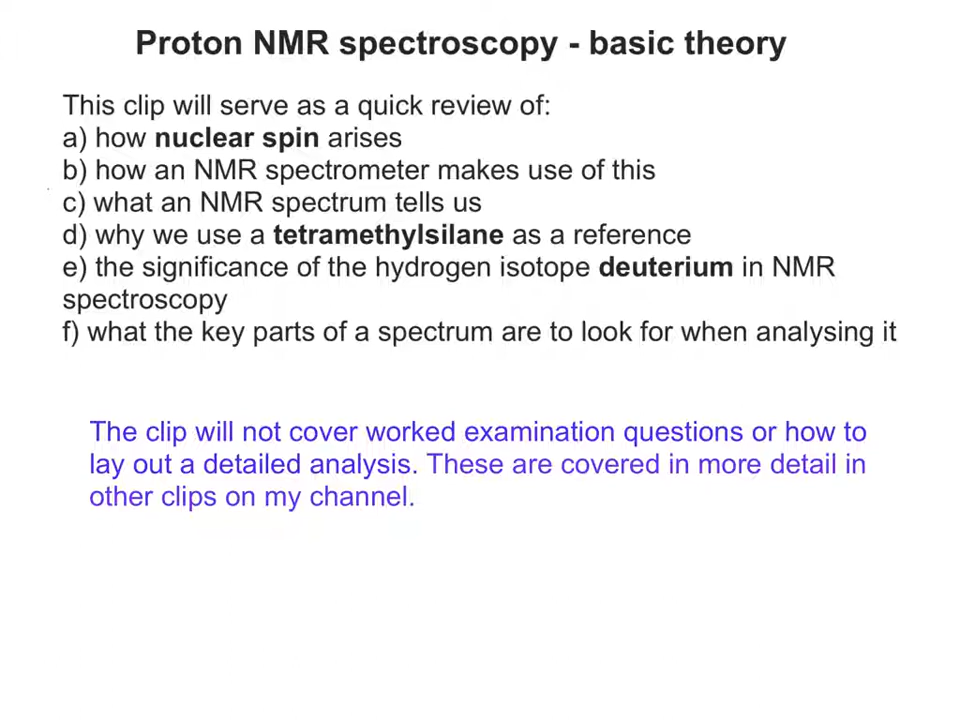 Proton NMR spectroscopy - basic theory
This clip will serve as a quick review of:
a) how nuclear spin arises
b) how an NMR spectrometer makes use of this
c) what an NMR spectrum tells us
d) why we use a tetramethylsilane as a reference
e) the significance of the hydrogen isotope deuterium in NMR
spectroscopy
f) what the key parts of a spectrum are to look for when analysing it
The clip will not cover worked examination questions or how to
lay out a detailed analysis. These are covered in more detail in
other clips on my channel.